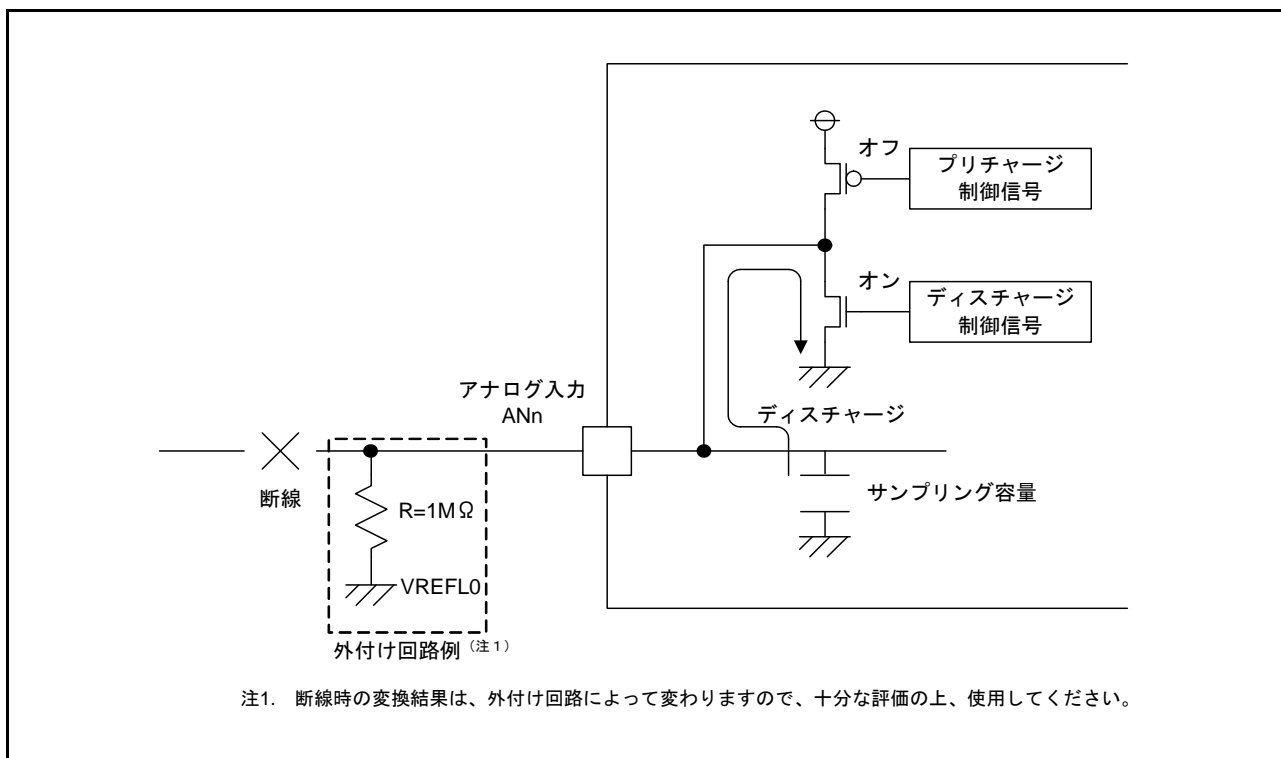 オフ
プリチャージ
制御信号
オン
ディスチャージ
制御信号
アナログ入力
ANn
ディスチャージ
断線
R=1MΩ
サンプリング容量
VREFL0
外付け回路例(注1)
注1. 断線時の変換結果は、外付け回路によって変わりますので、十分な評価の上、使用してください。